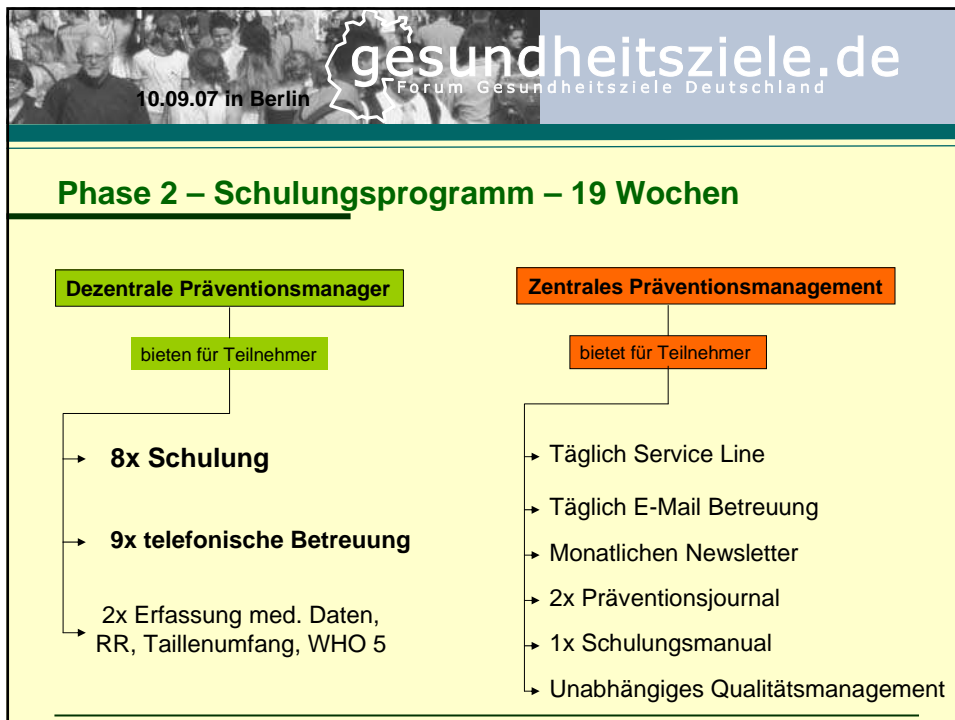 gesundheitsziele.de
Forum Gesundheitsziele Deutschland
10.09.07 in Berlin
Phase 2 – Schulungsprogramm – 19 Wochen
Dezentrale Präventionsmanager
bieten für Teilnehmer
8x Schulung
9x telefonische Betreuung
2x Erfassung med. Daten,
RR, Taillenumfang, WHO 5
Zentrales Präventionsmanagement
bietet für Teilnehmer
Täglich Service Line
Täglich E-Mail Betreuung
Monatlichen Newsletter
2x Präventionsjournal
1x Schulungsmanual
Unabhängiges Qualitätsmanagement